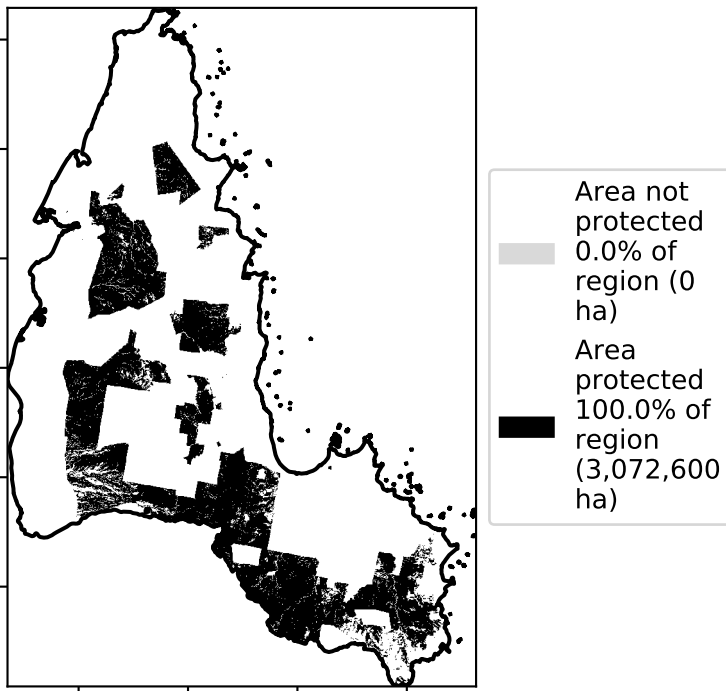 Area not
protected
0.0% of
region (0
ha)
Area
protected
100.0% of
region
(3,072,600
ha)